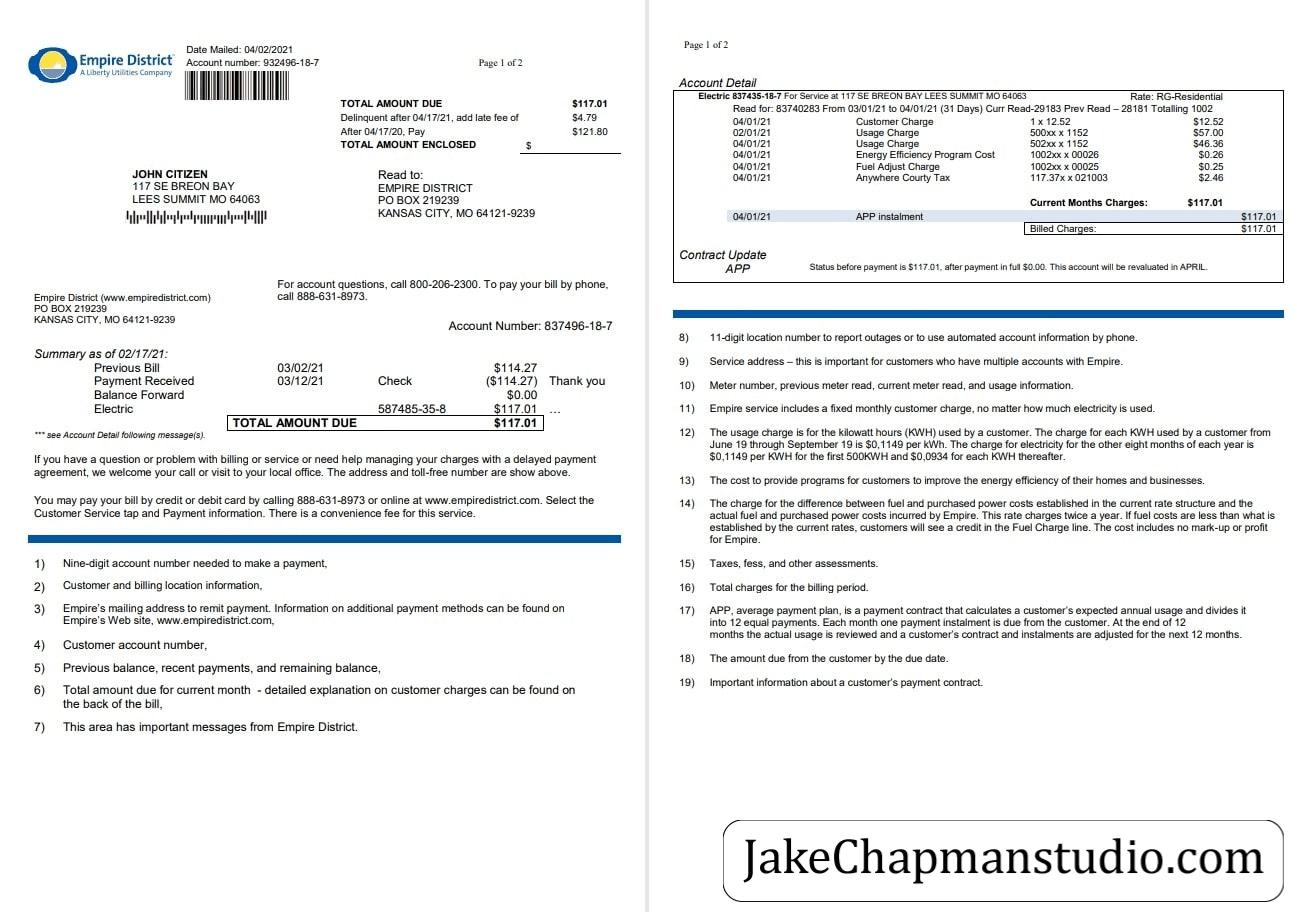 Empire District
A Liberty Utilities Company
Date Mailed: 04/02/2021
Account number: 932496-18-7
Page 1 of 2
TOTAL AMOUNT DUE $117.01
Delinquent after 04/17/21, add late fee of $4.79
After 04/17/20, Pay $121.80
TOTAL AMOUNT ENCLOSED $
JOHN CITIZEN
117 SE BREON BAY
LEES SUMMIT MO 64063
Read to:
EMPIRE DISTRICT
PO BOX 219239
KANSAS CITY, MO 64121-9239
For account questions, call 800-206-2300. To pay your bill by phone,
call 888-631-8973.
Empire District (www.empiredistrict.com)
PO BOX 219239
KANSAS CITY, MO 64121-9239
Account Number: 837496-18-7
Summary as of 02/17/21:
Previous Bill 03/02/21 $114.27
Payment Received 03/12/21 Check ($114.27) Thank you
Balance Forward $0.00
Electric 587485-35-8 $117.01 ...
TOTAL AMOUNT DUE $117.01
*** see Account Detail following message(s).
If you have a question or problem with billing or service or need help managing your charges with a delayed payment
agreement, we welcome your call or visit to your local office. The address and toll-free number are show above.
You may pay your bill by credit or debit card by calling 888-631-8973 or online at www.empiredistrict.com. Select the
Customer Service tap and Payment information. There is a convenience fee for this service.
1) Nine-digit account number needed to make a payment,
2) Customer and billing location information,
3) Empire's mailing address to remit payment. Information on additional payment methods can be found on
Empire's Web site, www.empiredistrict.com,
4) Customer account number,
5) Previous balance, recent payments, and remaining balance,
6) Total amount due for current month - detailed explanation on customer charges can be found on
the back of the bill,
7) This area has important messages from Empire District.
Page 1 of 2
Account Detail
Electric 837435-18-7 For Service at 117 SE BREON BAY LEES SUMMIT MO 64063 Rate: RG-Residential
Read for: 83740283 From 03/01/21 to 04/01/21 (31 Days) Curr Read-29183 Prev Read – 28181 Totalling 1002
04/01/21 Customer Charge 1 x 12.52 $12.52
02/01/21 Usage Charge 500xx x 1152 $57.00
04/01/21 Usage Charge 502xx x 1152 $46.36
04/01/21 Energy Efficiency Program Cost 1002xx x 00026 $0.26
04/01/21 Fuel Adjust Charge 1002xx x 00025 $0.25
04/01/21 Anywhere Courty Tax 117.37x x 021003 $2.46
Current Months Charges: $117.01
04/01/21 APP instalment $117.01
Billed Charges: $117.01
Contract Update
APP Status before payment is $117.01, after payment in full $0.00. This account will be revaluated in APRIL.
8) 11-digit location number to report outages or to use automated account information by phone.
9) Service address – this is important for customers who have multiple accounts with Empire.
10) Meter number, previous meter read, current meter read, and usage information.
11) Empire service includes a fixed monthly customer charge, no matter how much electricity is used.
12) The usage charge is for the kilowatt hours (KWH) used by a customer. The charge for each KWH used by a customer from
June 19 through September 19 is $0,1149 per kWh. The charge for electricity for the other eight months of each year is
$0,1149 per KWH for the first 500KWH and $0,0934 for each KWH thereafter.
13) The cost to provide programs for customers to improve the energy efficiency of their homes and businesses.
14) The charge for the difference between fuel and purchased power costs established in the current rate structure and the
actual fuel and purchased power costs incurred by Empire. This rate charges twice a year. If fuel costs are less than what is
established by the current rates, customers will see a credit in the Fuel Charge line. The cost includes no mark-up or profit
for Empire.
15) Taxes, fess, and other assessments.
16) Total charges for the billing period.
17) APP, average payment plan, is a payment contract that calculates a customer's expected annual usage and divides it
into 12 equal payments. Each month one payment instalment is due from the customer. At the end of 12
months the actual usage is reviewed and a customer's contract and instalments are adjusted for the next 12 months.
18) The amount due from the customer by the due date.
19) Important information about a customer's payment contract.
JakeChapmanstudio.com